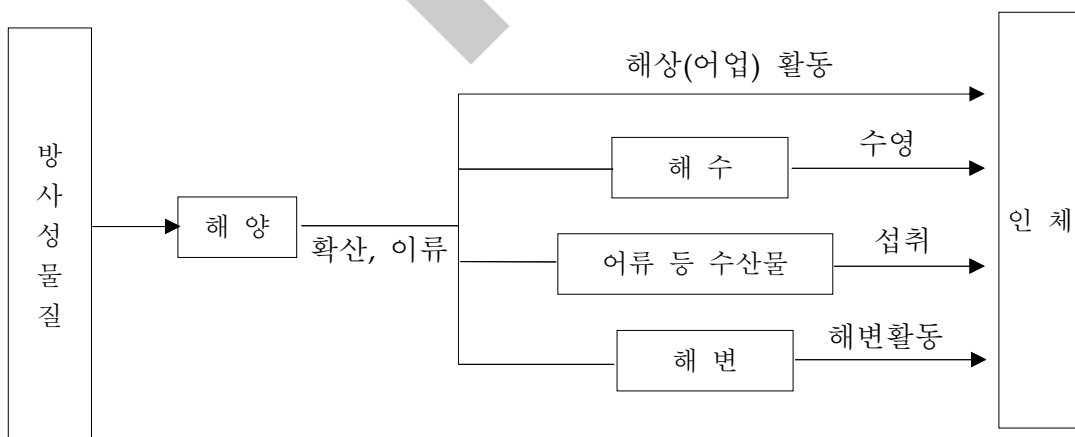 방사성물질
해 양
확산, 이류
해상(어업) 활동
해 수
수영
어류 등 수산물
섭취
해 변
해변활동
인 체